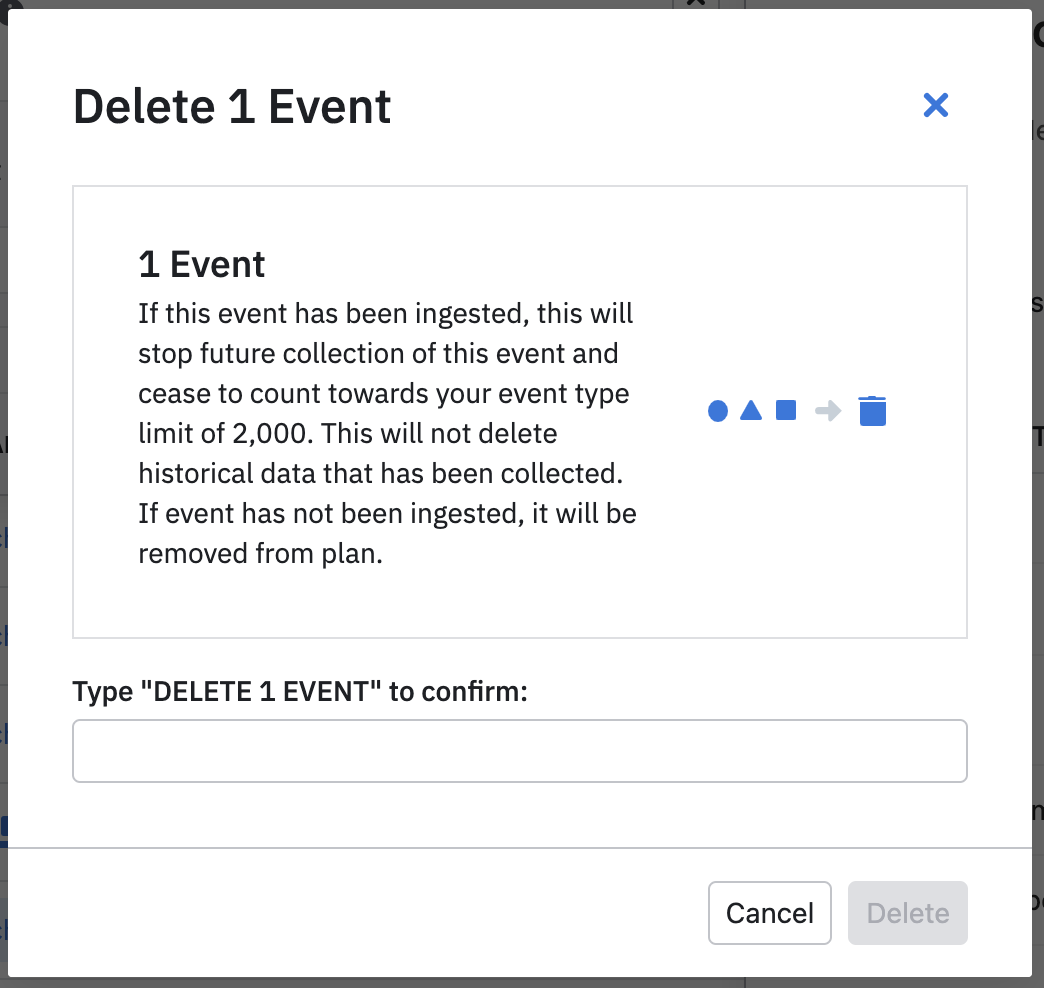 Delete 1 Event
1 Event
If this event has been ingested, this will
stop future collection of this event and
cease to count towards your event type
limit of 2,000. This will not delete
historical data that has been collected.
If event has not been ingested, it will be
removed from plan.
Type "DELETE 1 EVENT" to confirm:
Cancel
Delete